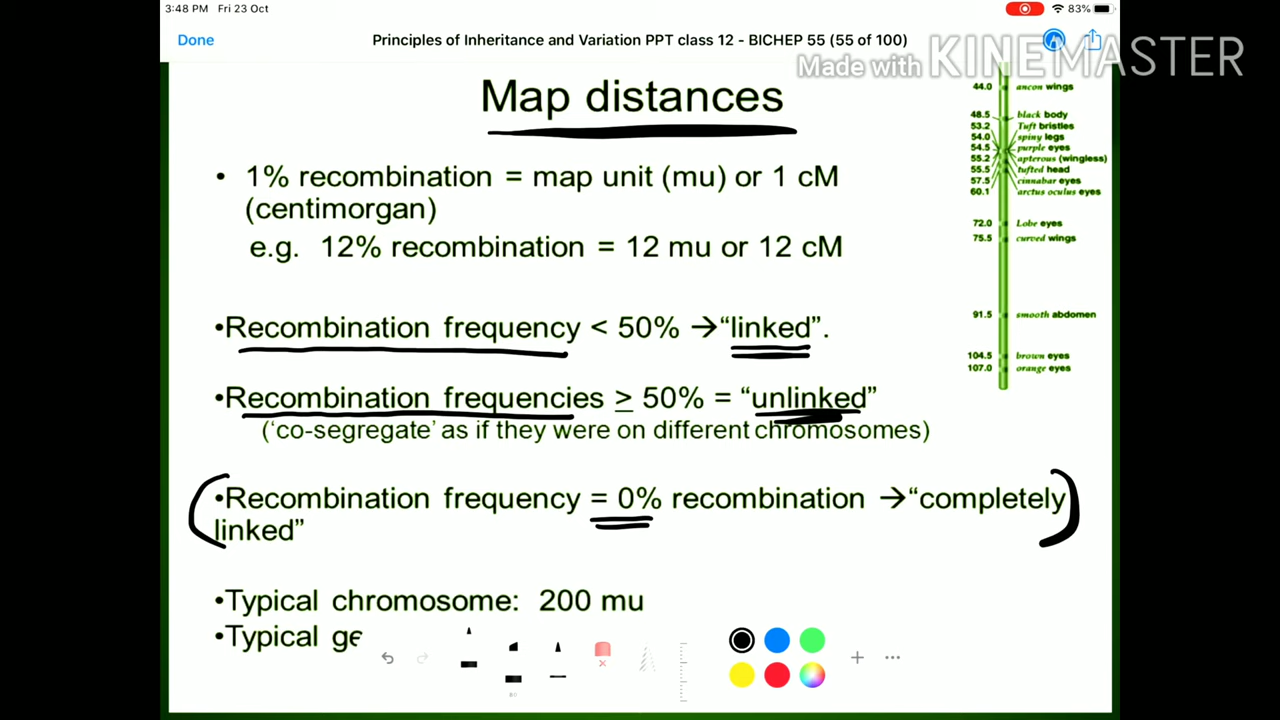 3:48 PM Fri 23 Oct
83%
Done
Principles of Inheritance and Variation PPT class 12 - BICHEP 55 (55 of 100)
Made with KINEMASTER
Map distances
• 1% recombination = map unit (mu) or 1 cM
(centimorgan)
e.g. 12% recombination = 12 mu or 12 cM
•Recombination frequency < 50% →“linked”.
•Recombination frequencies ≥ 50% = “unlinked”
(‘co-segregate’ as if they were on different chromosomes)
•Recombination frequency = 0% recombination →“completely
linked”
•Typical chromosome: 200 mu
•Typical ge
44.0 ancon wings
48.5 black body
53.2 Tuft bristles
54.0 spiny legs
54.5 purple eyes
55.2 apterous (wingless)
55.5 tufted head
57.5 cinnabar eyes
60.1 arctus oculus eyes
72.0 Lobe eyes
75.5 curved wings
91.5 smooth abdomen
104.5 brown eyes
107.0 orange eyes